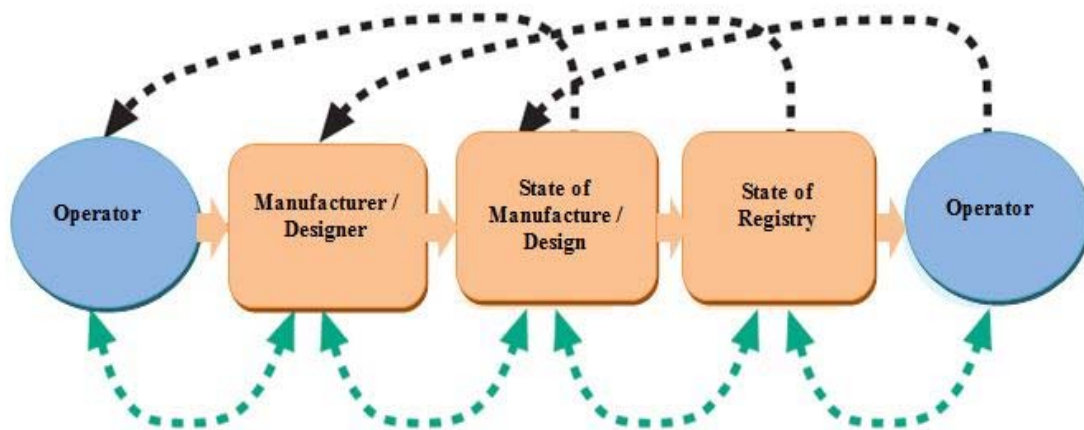 Operator
Manufacturer /
Designer
State of
Manufacture /
Design
State of
Registry
Operator